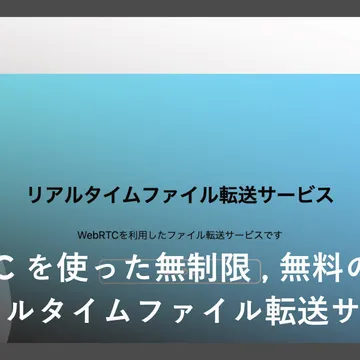 リアルタイムファイル転送サービス
WebRTCを利用したファイル転送サービスです
C を使った無制限 , 無料の
ルタイムファイル転送サ